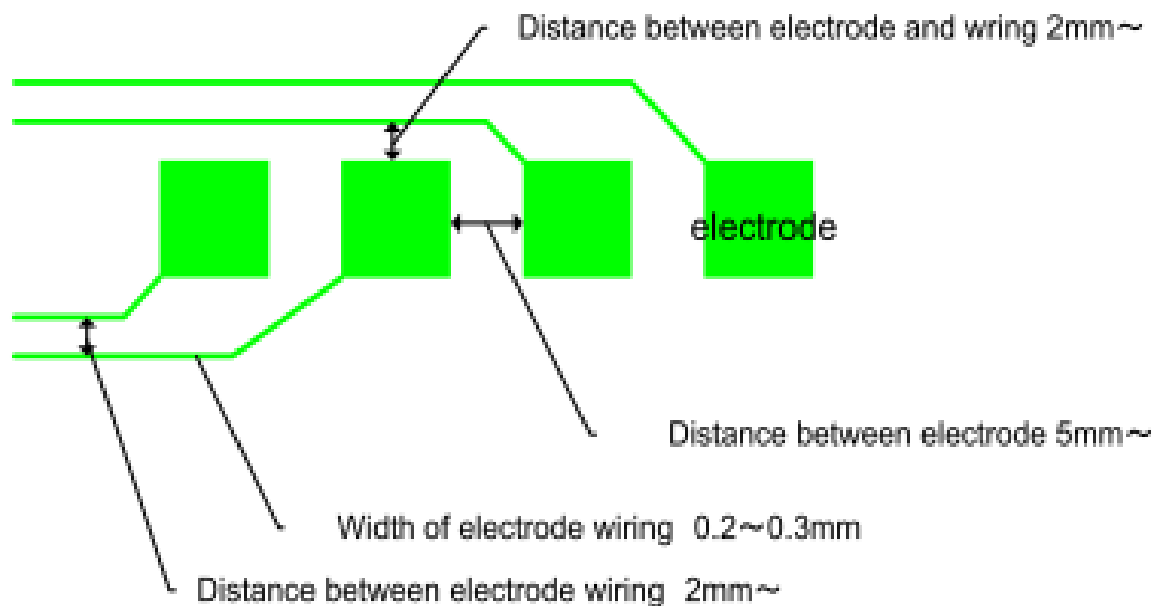 Distance between electrode and wring 2mm～
electrode
Distance between electrode 5mm～
Width of electrode wiring 0.2～0.3mm
Distance between electrode wiring 2mm～